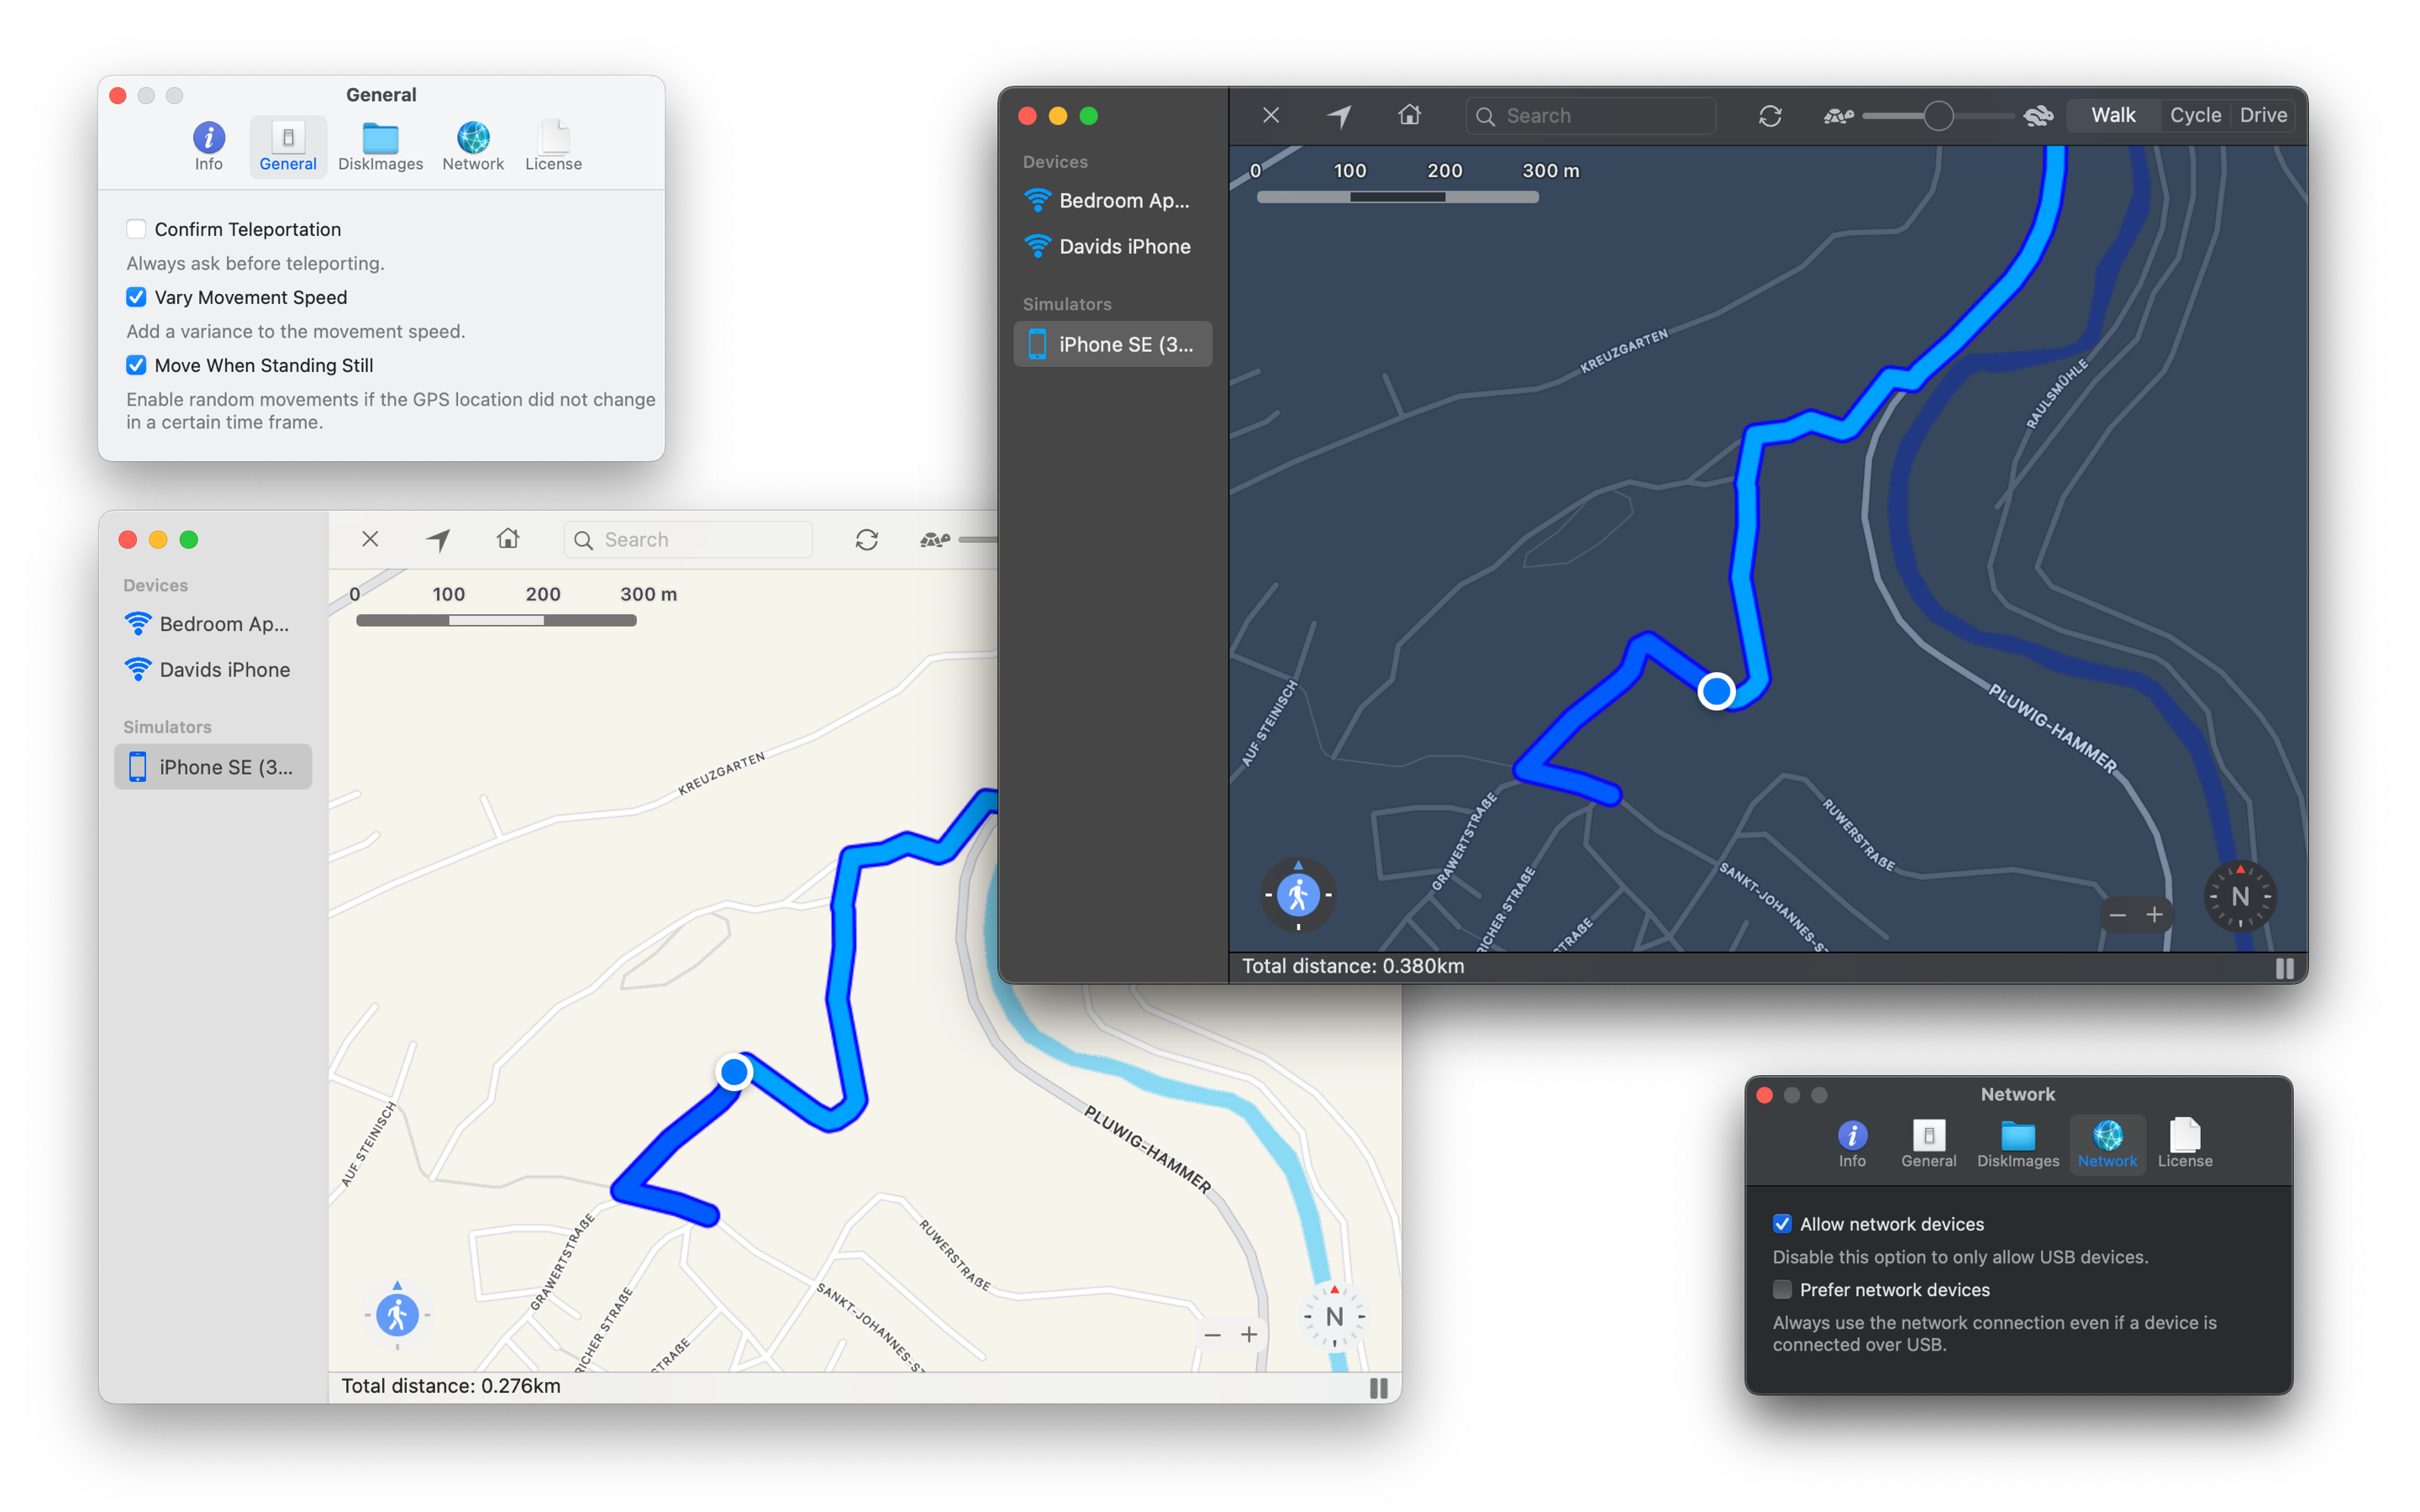 General
Info
General
DiskImages
Network
License
Confirm Teleportation
Always ask before teleporting.
Vary Movement Speed
Add a variance to the movement speed.
Move When Standing Still
Enable random movements if the GPS location did not change
in a certain time frame.
Search
Walk
Cycle
Drive
Devices
Bedroom Ap...
Davids iPhone
Simulators
iPhone SE (3...
0 100 200 300 m
KREUZGARTEN
RAULSMÜHLE
AUF STEINISCH
PLUWIG-HAMMER
GRAWERTSTRAßE
RICHER STRAßE
STRAßE
RUWERSTRAßE
SANKT-JOHANNES-S
N
Total distance: 0.380km
Search
Devices
Bedroom Ap...
Davids iPhone
Simulators
iPhone SE (3...
0 100 200 300 m
KREUZGARTEN
AUF STEINISCH
PLUWIG-HAMMER
GRAWERTSTRAßE
RICHER STRAßE
STRAßE
RUWERSTRAßE
SANKT-JOHANNES-ST
N
Total distance: 0.276km
Network
Info
General
DiskImages
Network
License
Allow network devices
Disable this option to only allow USB devices.
Prefer network devices
Always use the network connection even if a device is
connected over USB.